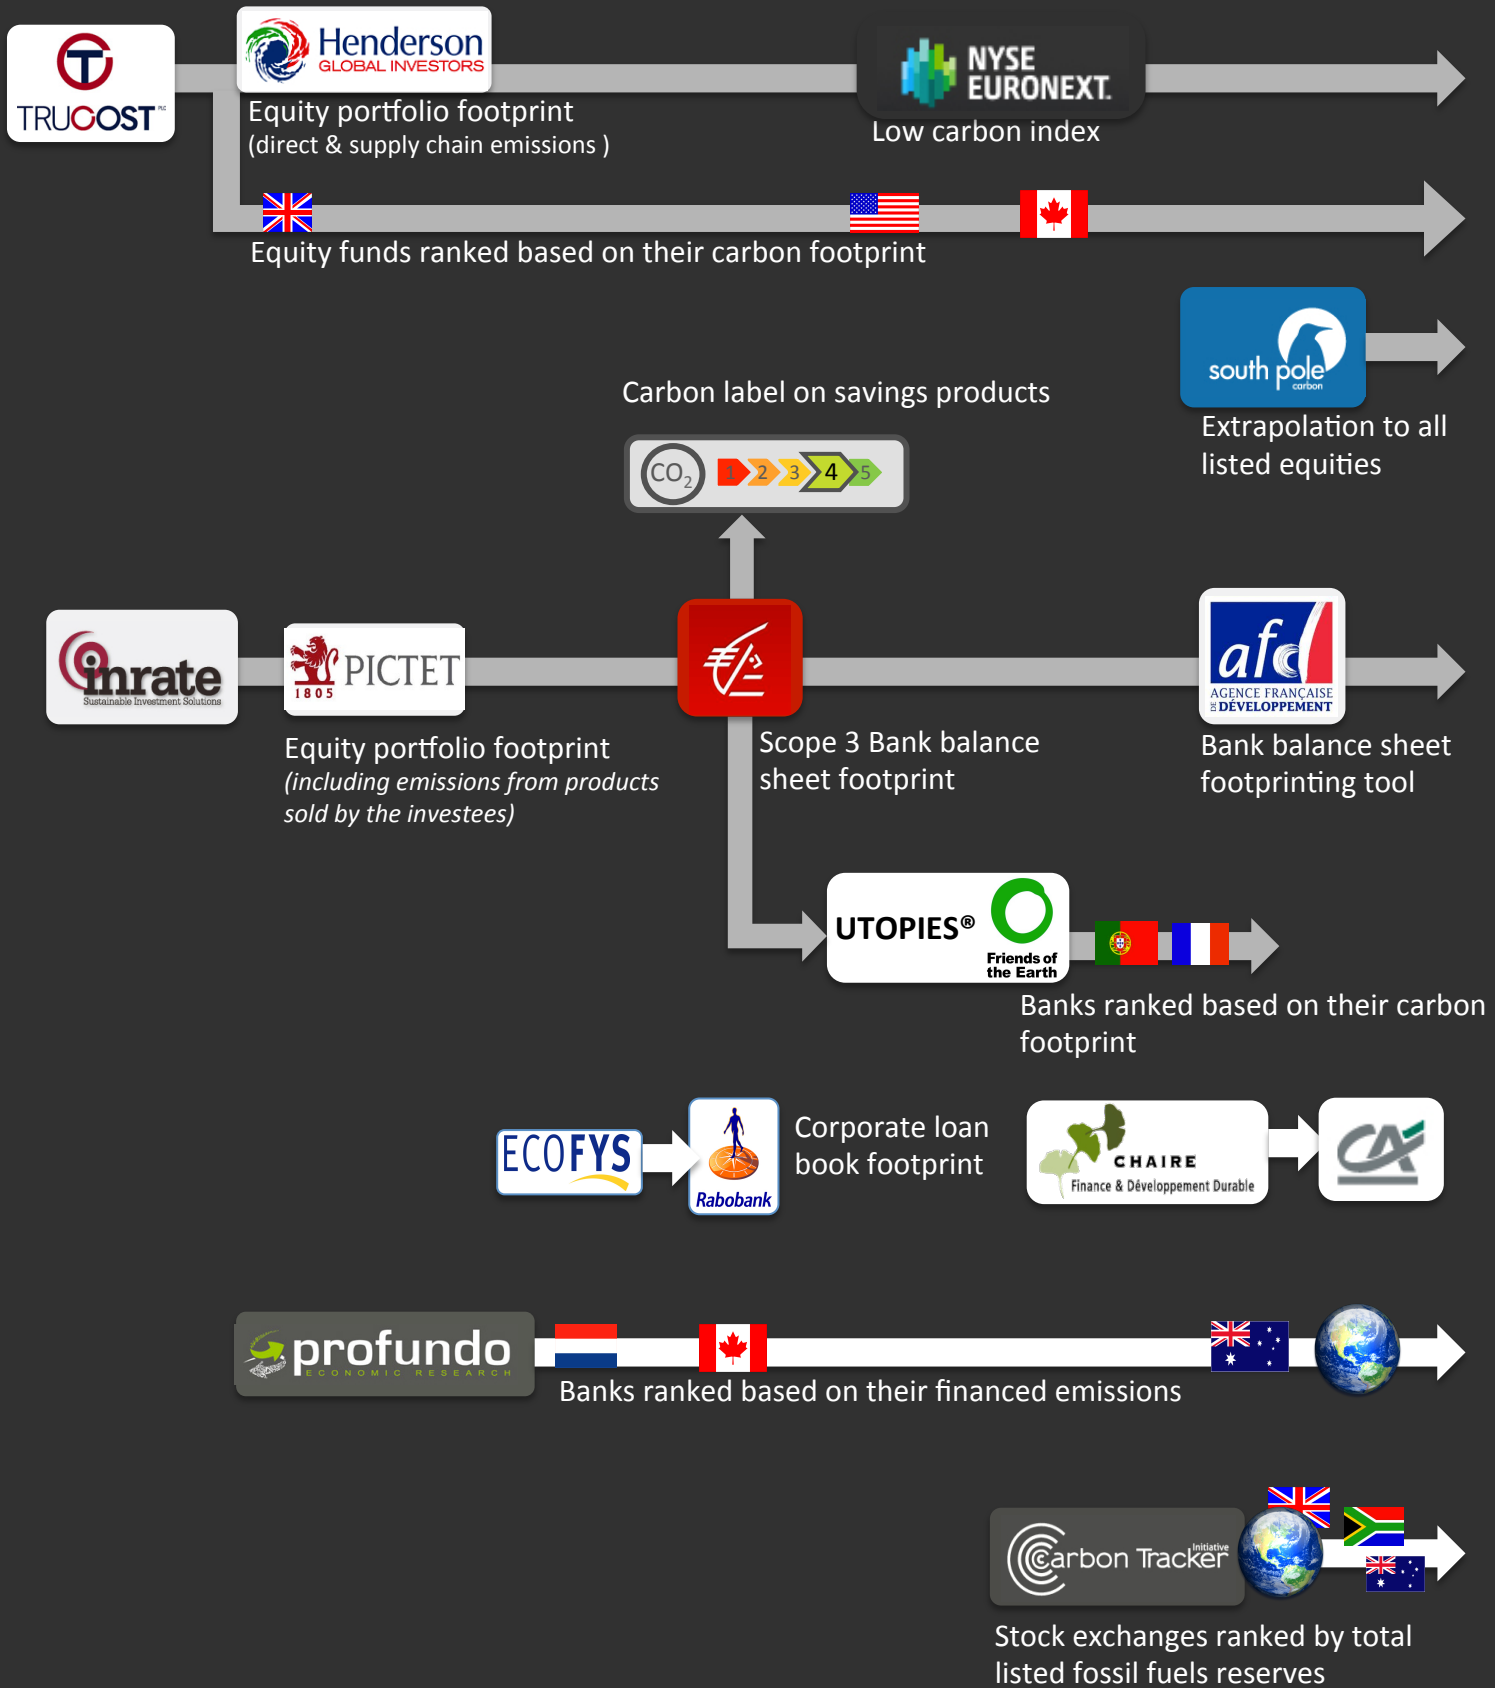 TRUCOST PLC
Henderson
GLOBAL INVESTORS
NYSE
EURONEXT.
Equity portfolio footprint
(direct & supply chain emissions )
Low carbon index
Equity funds ranked based on their carbon footprint
south pole
carbon
Extrapolation to all
listed equities
Carbon label on savings products
CO2 1 2 3 4 5
inrate
Sustainable Investment Solutions
PICTET
1805
afd
AGENCE FRANÇAISE
DE DÉVELOPPEMENT
Equity portfolio footprint
(including emissions from products
sold by the investees)
Scope 3 Bank balance
sheet footprint
Bank balance sheet
footprinting tool
UTOPIES®
Friends of
the Earth
Banks ranked based on their carbon
footprint
ECOFYS
Rabobank
Corporate loan
book footprint
CHAIRE
Finance & Développement Durable
CA
profundo
ECONOMIC RESEARCH
Banks ranked based on their financed emissions
Carbon Tracker
Initiative
Stock exchanges ranked by total
listed fossil fuels reserves